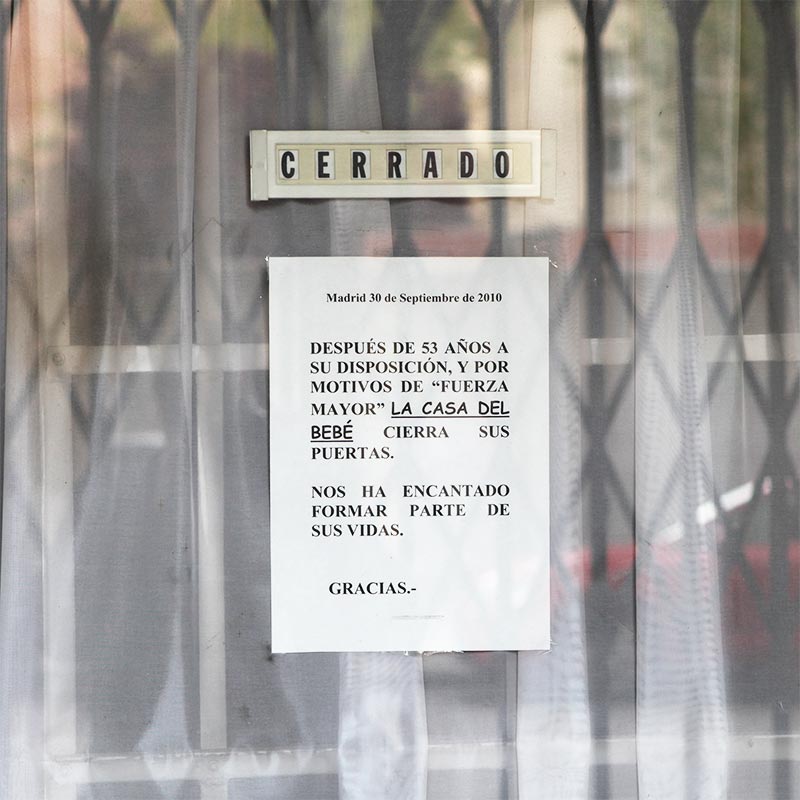 CERRADO
Madrid 30 de Septiembre de 2010
DESPUÉS DE 53 AÑOS A
SU DISPOSICIÓN, Y POR
MOTIVOS DE “FUERZA
MAYOR” LA CASA DEL
BEBÉ CIERRA SUS
PUERTAS.
NOS HA ENCANTADO
FORMAR PARTE DE
SUS VIDAS.
GRACIAS.-